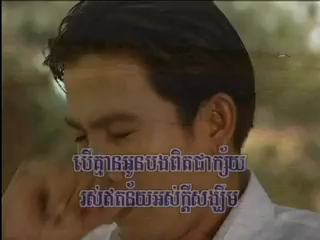 បើគ្មានអូនបងពិតជាក្ស័យ
រស់ឥតន័យអស់ក្ដីសង្ឃឹម